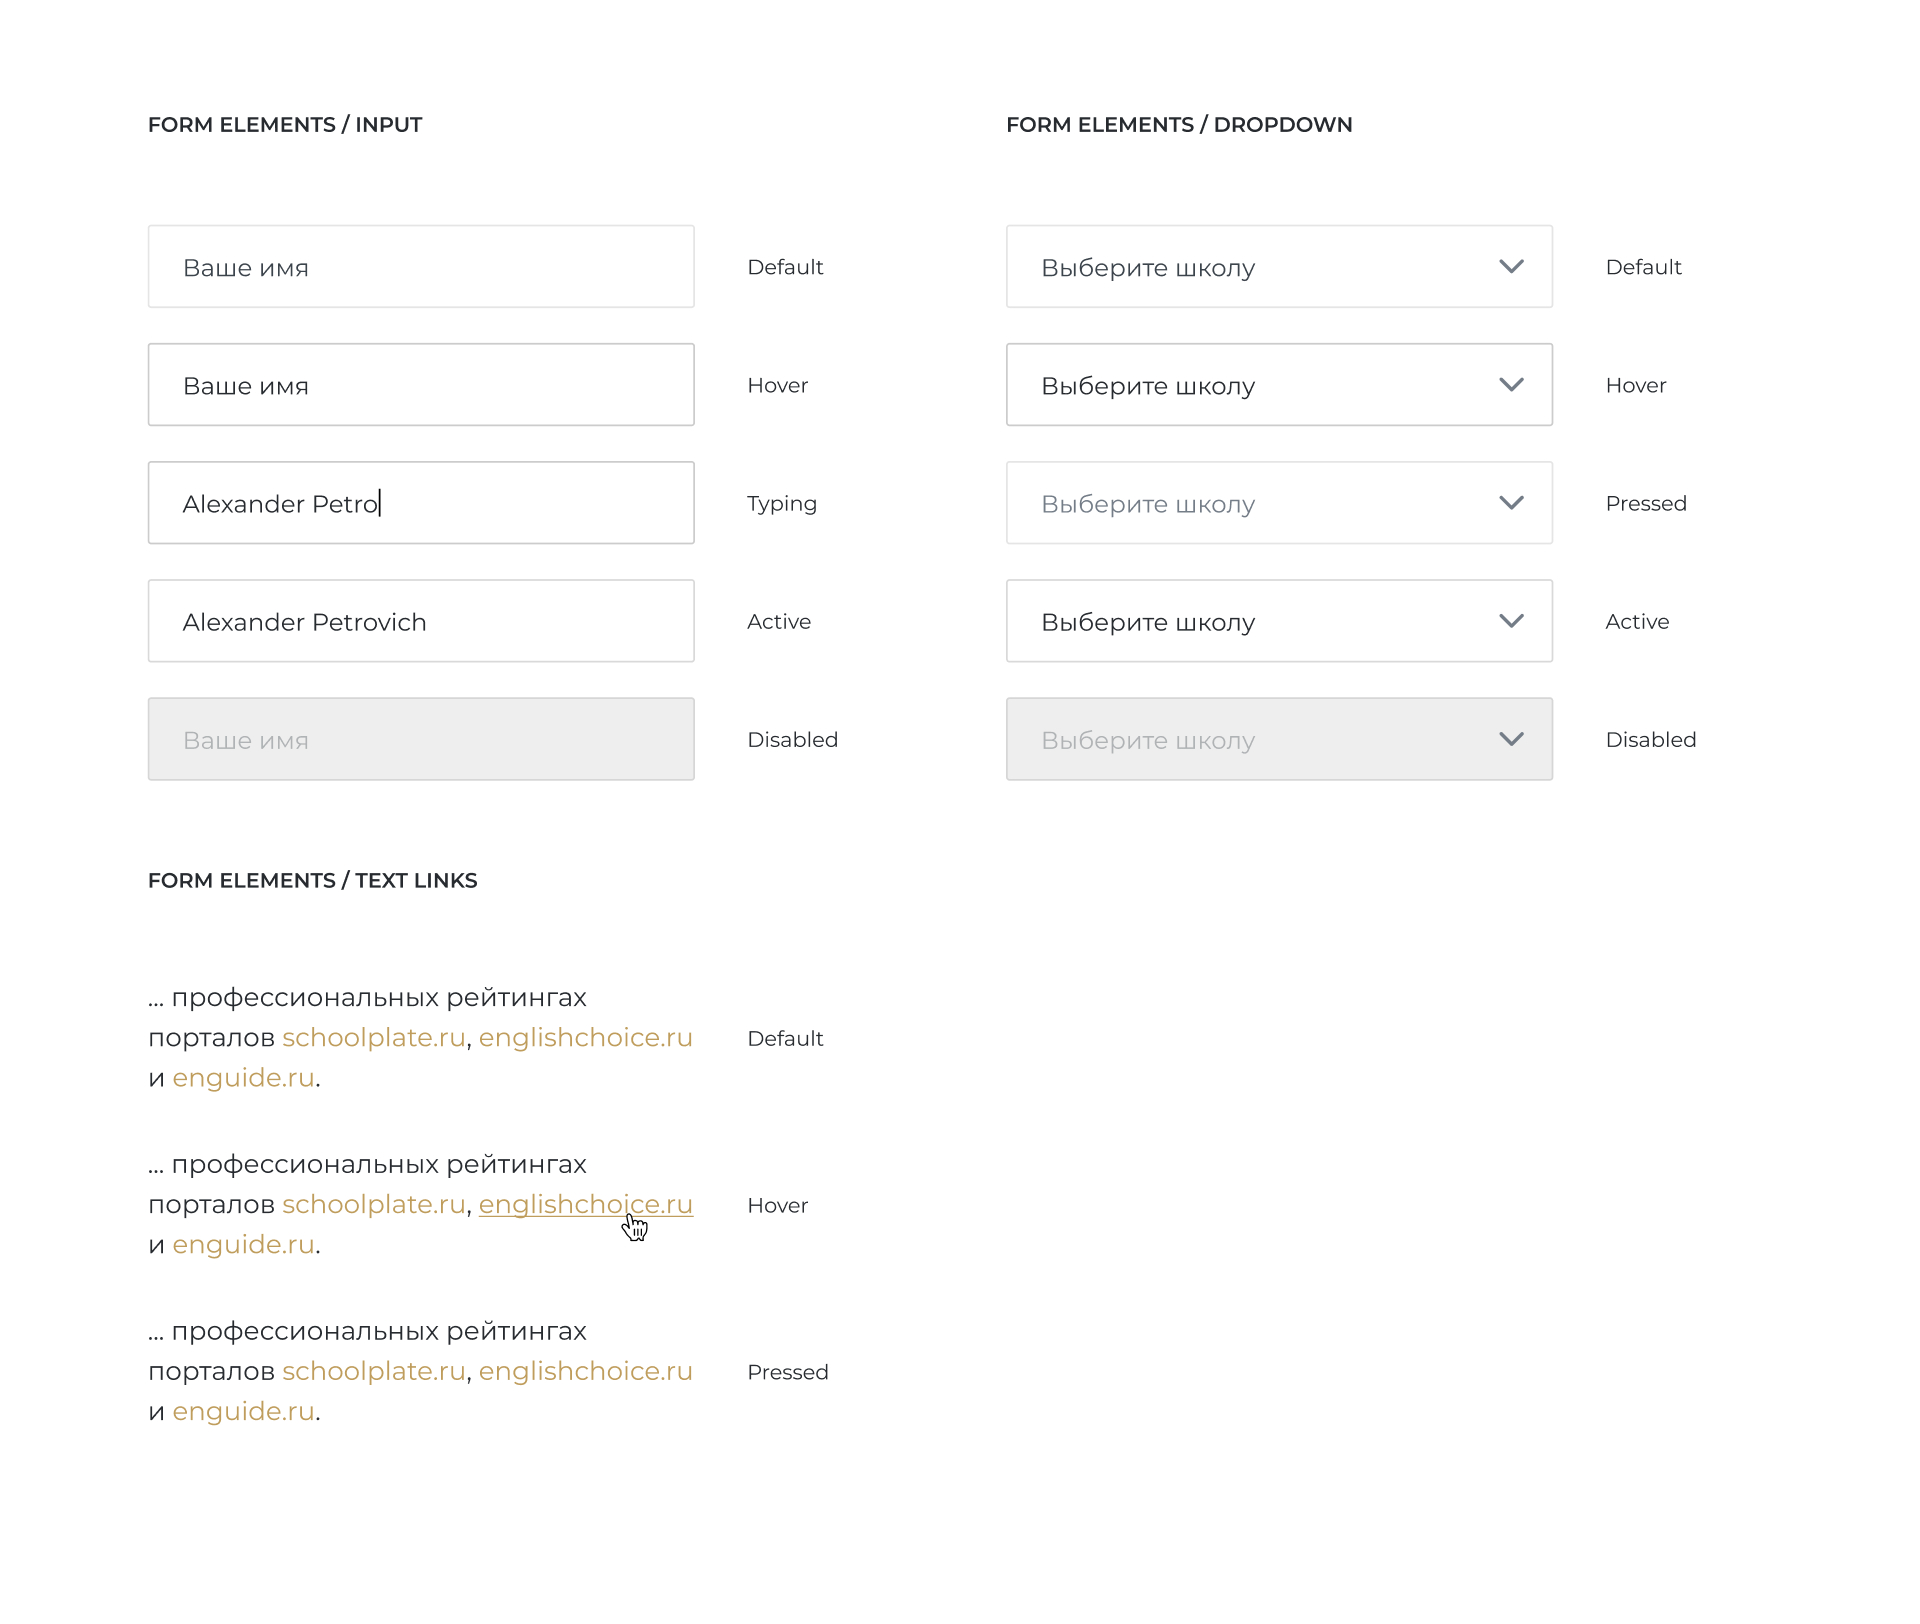 FORM ELEMENTS / INPUT
Ваше имя
Default
Ваше имя
Hover
Alexander Petro
Typing
Alexander Petrovich
Active
Ваше имя
Disabled
FORM ELEMENTS / DROPDOWN
Выберите школу
Default
Выберите школу
Hover
Выберите школу
Pressed
Выберите школу
Active
Выберите школу
Disabled
FORM ELEMENTS / TEXT LINKS
... профессиональных рейтингах
порталов schoolplate.ru, englishchoice.ru
и enguide.ru.
Default
... профессиональных рейтингах
порталов schoolplate.ru, englishchoice.ru
и enguide.ru.
Hover
... профессиональных рейтингах
порталов schoolplate.ru, englishchoice.ru
и enguide.ru.
Pressed